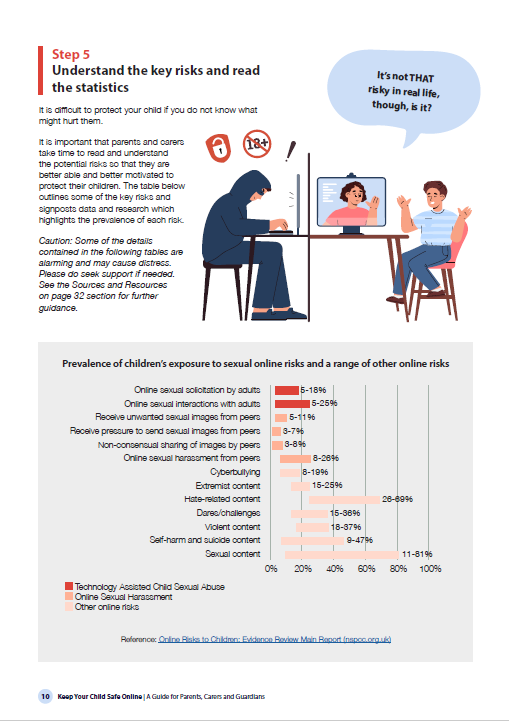 Step 5
Understand the key risks and read
the statistics
It is difficult to protect your child if you do not know what
might hurt them.
It is important that parents and carers
take time to read and understand
the potential risks so that they are
better able and better motivated to
protect their children. The table below
outlines some of the key risks and
signposts data and research which
highlights the prevalence of each risk.
Caution: Some of the details
contained in the following tables are
alarming and may cause distress.
Please do seek support if needed.
See the Sources and Resources
on page 32 section for further
guidance.
It's not THAT
risky in real life,
though, is it?
18+
Prevalence of children's exposure to sexual online risks and a range of other online risks
Online sexual solicitation by adults 5-18%
Online sexual interactions with adults 5-25%
Receive unwanted sexual images from peers 5-11%
Receive pressure to send sexual images from peers 3-7%
Non-consensual sharing of images by peers 3-8%
Online sexual harassment from peers 8-26%
Cyberbullying 8-19%
Extremist content 15-25%
Hate-related content 26-69%
Dares/challenges 15-36%
Violent content 18-37%
Self-harm and suicide content 9-47%
Sexual content 11-81%
0% 20% 40% 60% 80% 100%
Technology Assisted Child Sexual Abuse
Online Sexual Harassment
Other online risks
Reference: Online Risks to Children: Evidence Review Main Report (nspcc.org.uk)
10 Keep Your Child Safe Online | A Guide for Parents, Carers and Guardians